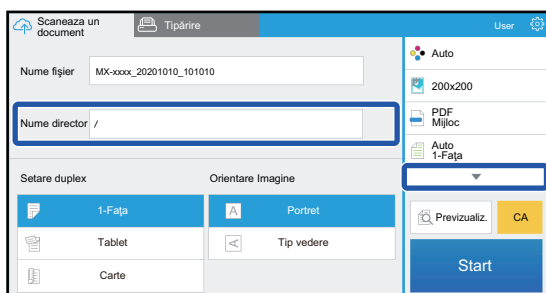 Scaneaza un
document
Tipărire
User
Nume fişier
MX-xxxx_20201010_101010
Nume director
/
Setare duplex
Orientare Imagine
1-Faţa
A Portret
Tablet
A Tip vedere
Carte
Auto
200x200
PDF
Mijloc
Auto
1-Faţa
Previzualiz.
CA
Start